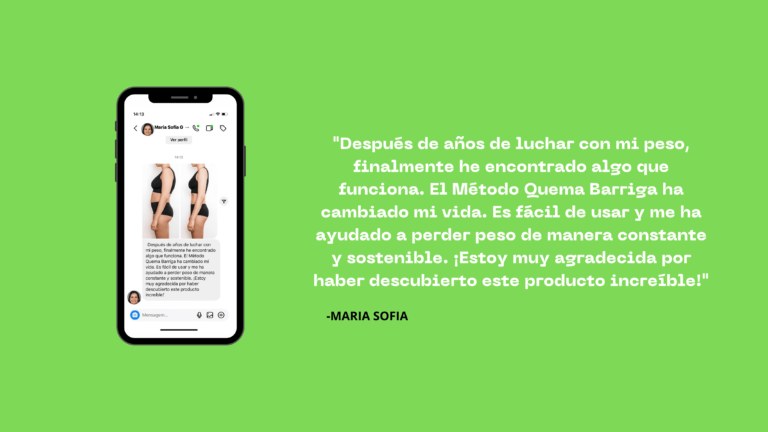 14:12
Maria Sofia G
Ver perfil
14:12
Después de años de luchar con
mi peso, finalmente he encontrado
algo que funciona. El Método
Quema Barriga ha cambiado mi
vida. Es fácil de usar y me ha
ayudado a perder peso de manera
constante y sostenible. ¡Estoy
muy agradecida por haber
descubierto este producto
increíble!
Mensagem...
"Después de años de luchar con mi peso,
finalmente he encontrado algo que
funciona. El Método Quema Barriga ha
cambiado mi vida. Es fácil de usar y me ha
ayudado a perder peso de manera constante
y sostenible. ¡Estoy muy agradecida por
haber descubierto este producto increíble!"
-MARIA SOFIA